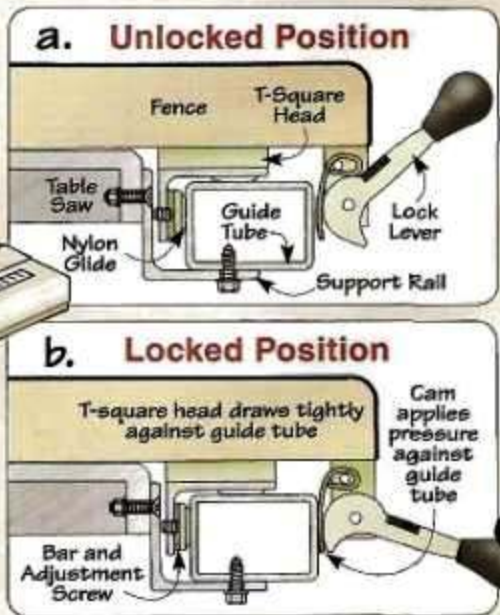 a. Unlocked Position
Fence
T-Square
Head
Table
Saw
Nylon
Glide
Guide
Tube
Lock
Lever
Support Rail
b. Locked Position
T-square head draws tightly
against guide tube
Cam
applies
pressure
against
guide
tube
Bar and
Adjustment
Screw